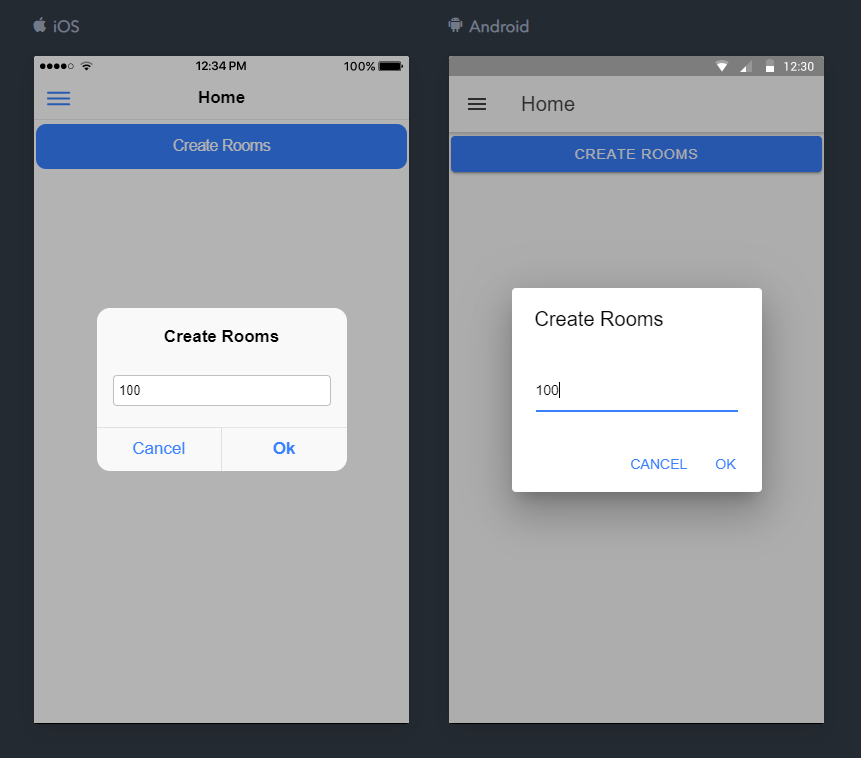 iOS
12:34 PM
100%
Home
Create Rooms
Create Rooms
100
Cancel
Ok
Android
12:30
Home
CREATE ROOMS
Create Rooms
100
CANCEL
OK